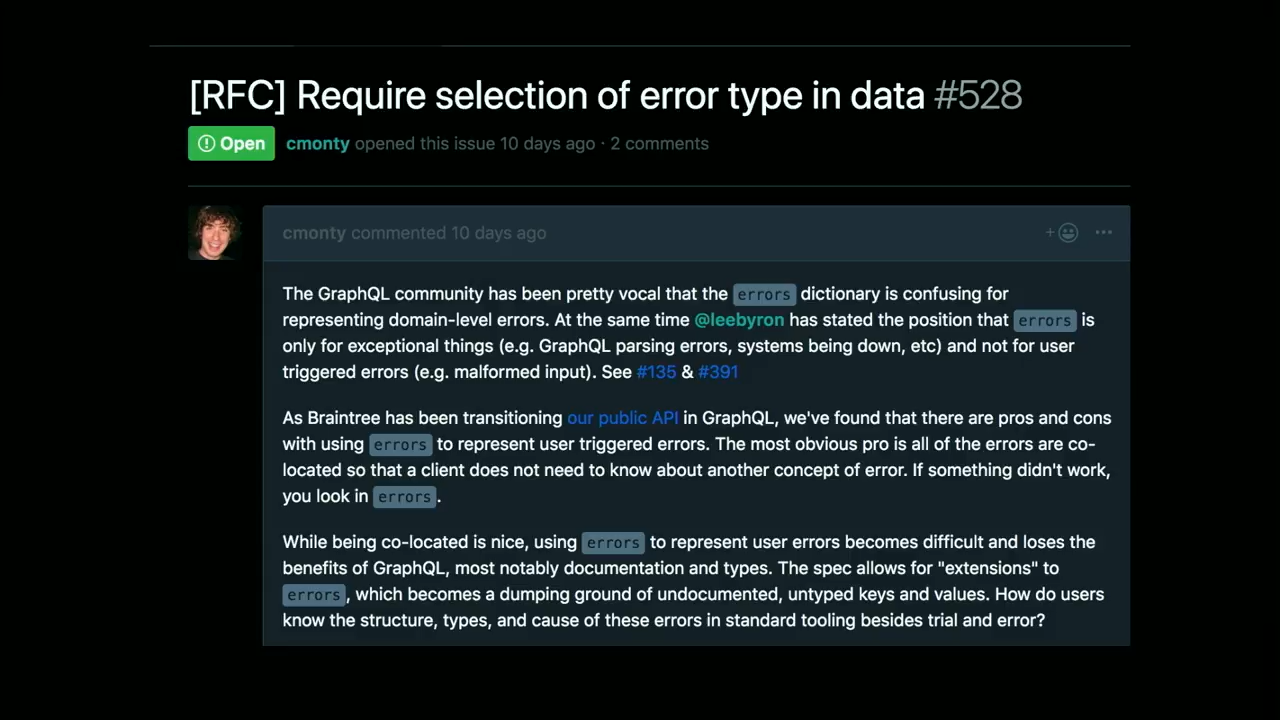 [RFC] Require selection of error type in data #528
Open cmonty opened this issue 10 days ago · 2 comments
cmonty commented 10 days ago
The GraphQL community has been pretty vocal that the errors dictionary is confusing for
representing domain-level errors. At the same time @leebyron has stated the position that errors is
only for exceptional things (e.g. GraphQL parsing errors, systems being down, etc) and not for user
triggered errors (e.g. malformed input). See #135 & #391
As Braintree has been transitioning our public API in GraphQL, we've found that there are pros and cons
with using errors to represent user triggered errors. The most obvious pro is all of the errors are co-
located so that a client does not need to know about another concept of error. If something didn't work,
you look in errors.
While being co-located is nice, using errors to represent user errors becomes difficult and loses the
benefits of GraphQL, most notably documentation and types. The spec allows for "extensions" to
errors, which becomes a dumping ground of undocumented, untyped keys and values. How do users
know the structure, types, and cause of these errors in standard tooling besides trial and error?